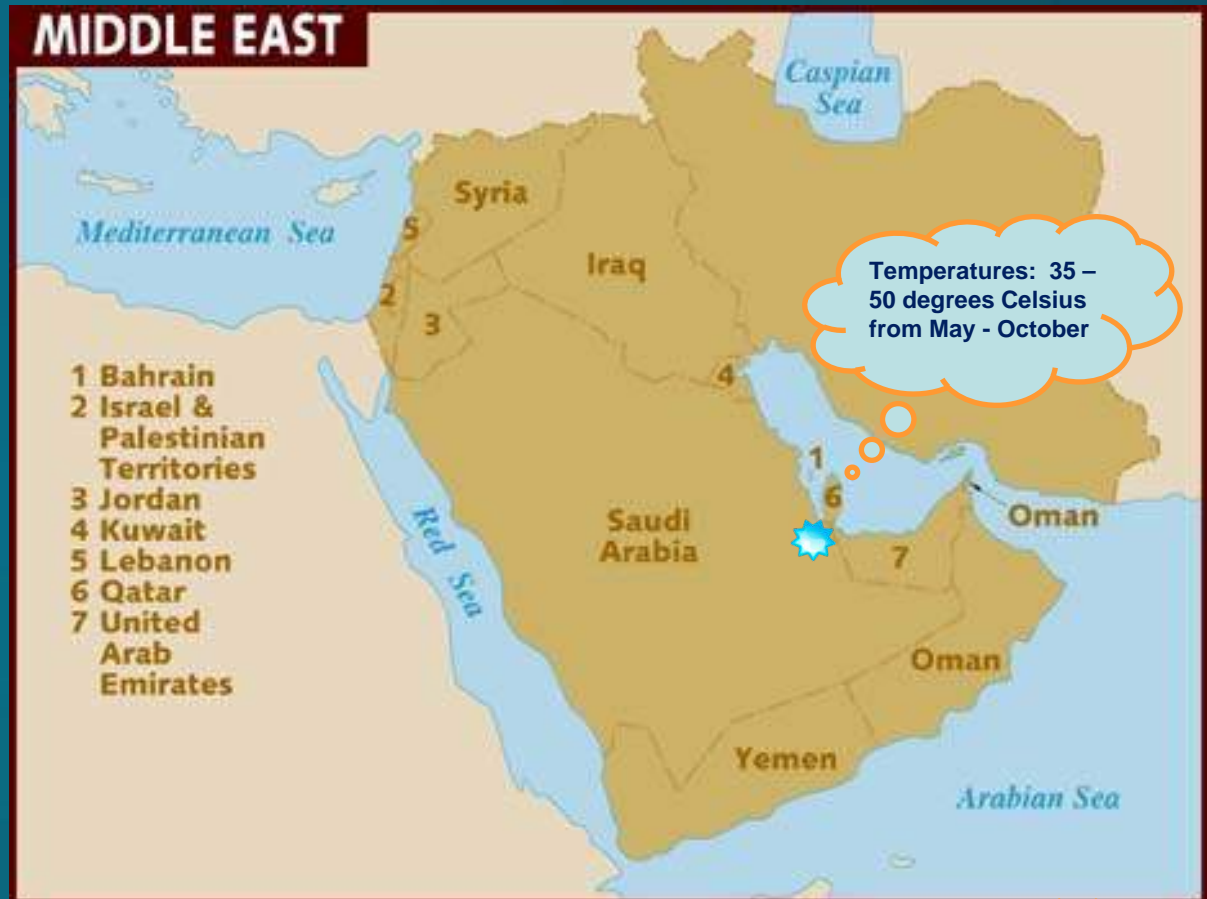 MIDDLE EAST
Caspian
Sea
Syria
Mediterranean Sea
5
Iraq
Temperatures: 35 –
50 degrees Celsius
from May - October
2
3
4
1 Bahrain
2 Israel &
Palestinian
Territories
3 Jordan
4 Kuwait
5 Lebanon
6 Qatar
7 United
Arab
Emirates
1
6
Red Sea
Saudi
Arabia
Oman
7
Oman
Yemen
Arabian Sea